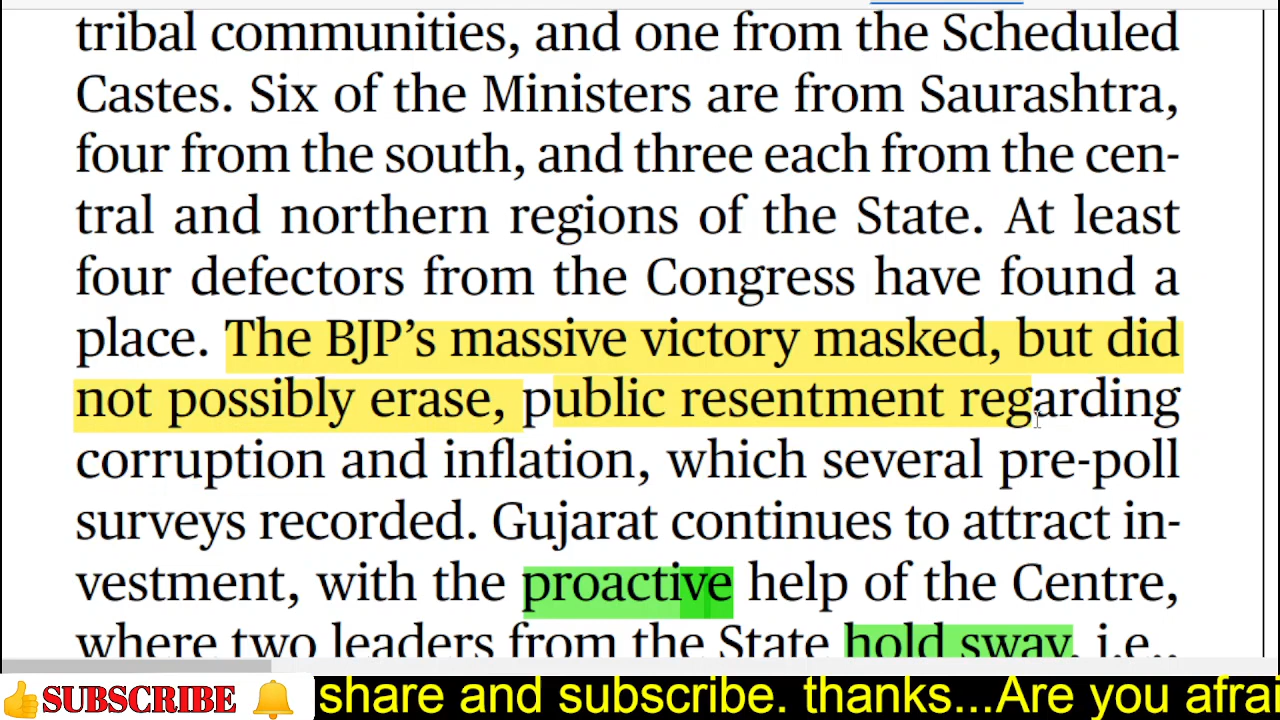 tribal communities, and one from the Scheduled
Castes. Six of the Ministers are from Saurashtra,
four from the south, and three each from the cen-
tral and northern regions of the State. At least
four defectors from the Congress have found a
place. The BJP’s massive victory masked, but did
not possibly erase, public resentment regarding
corruption and inflation, which several pre-poll
surveys recorded. Gujarat continues to attract in-
vestment, with the proactive help of the Centre,
where two leaders from the State hold sway, i.e.,
SUBSCRIBE
share and subscribe. thanks...Are you afrai